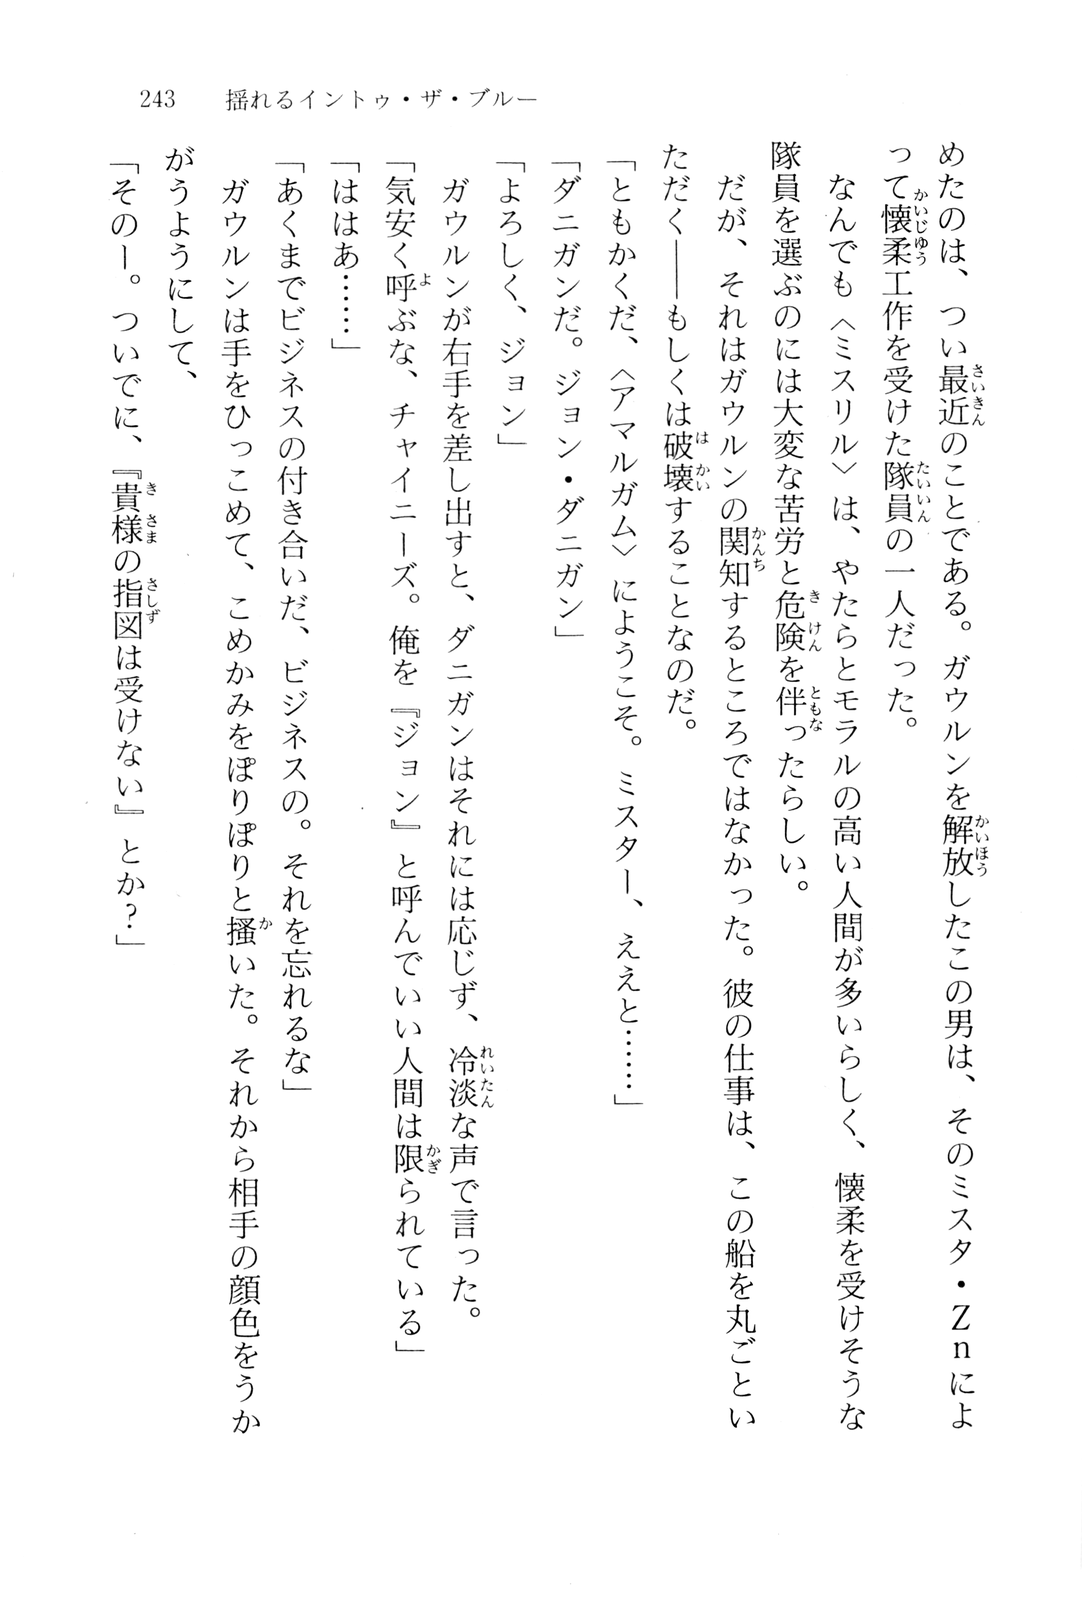 243　揺れるイントゥ・ザ・ブルー
めたのは、つい最近のことである。ガウルンを解放したこの男は、そのミスタ・Znによ
って懐柔工作を受けた隊員の一人だった。
　なんでも〈ミスリル〉は、やたらとモラルの高い人間が多いらしく、懐柔を受けそうな
隊員を選ぶのには大変な苦労と危険を伴ったらしい。
　だが、それはガウルンの関知するところではなかった。彼の仕事は、この船を丸ごとい
ただく――もしくは破壊することなのだ。
「ともかくだ、〈アマルガム〉にようこそ。ミスター、ええと……」
「ダニガンだ。ジョン・ダニガン」
「よろしく、ジョン」
　ガウルンが右手を差し出すと、ダニガンはそれには応じず、冷淡な声で言った。
「気安く呼ぶな、チャイニーズ。俺を『ジョン』と呼んでいい人間は限られている」
「ははあ……」
「あくまでビジネスの付き合いだ、ビジネスの。それを忘れるな」
　ガウルンは手をひっこめて、こめかみをぽりぽりと掻いた。それから相手の顔色をうか
がうようにして、
「そのー。ついでに、『貴様の指図は受けない』とか?」